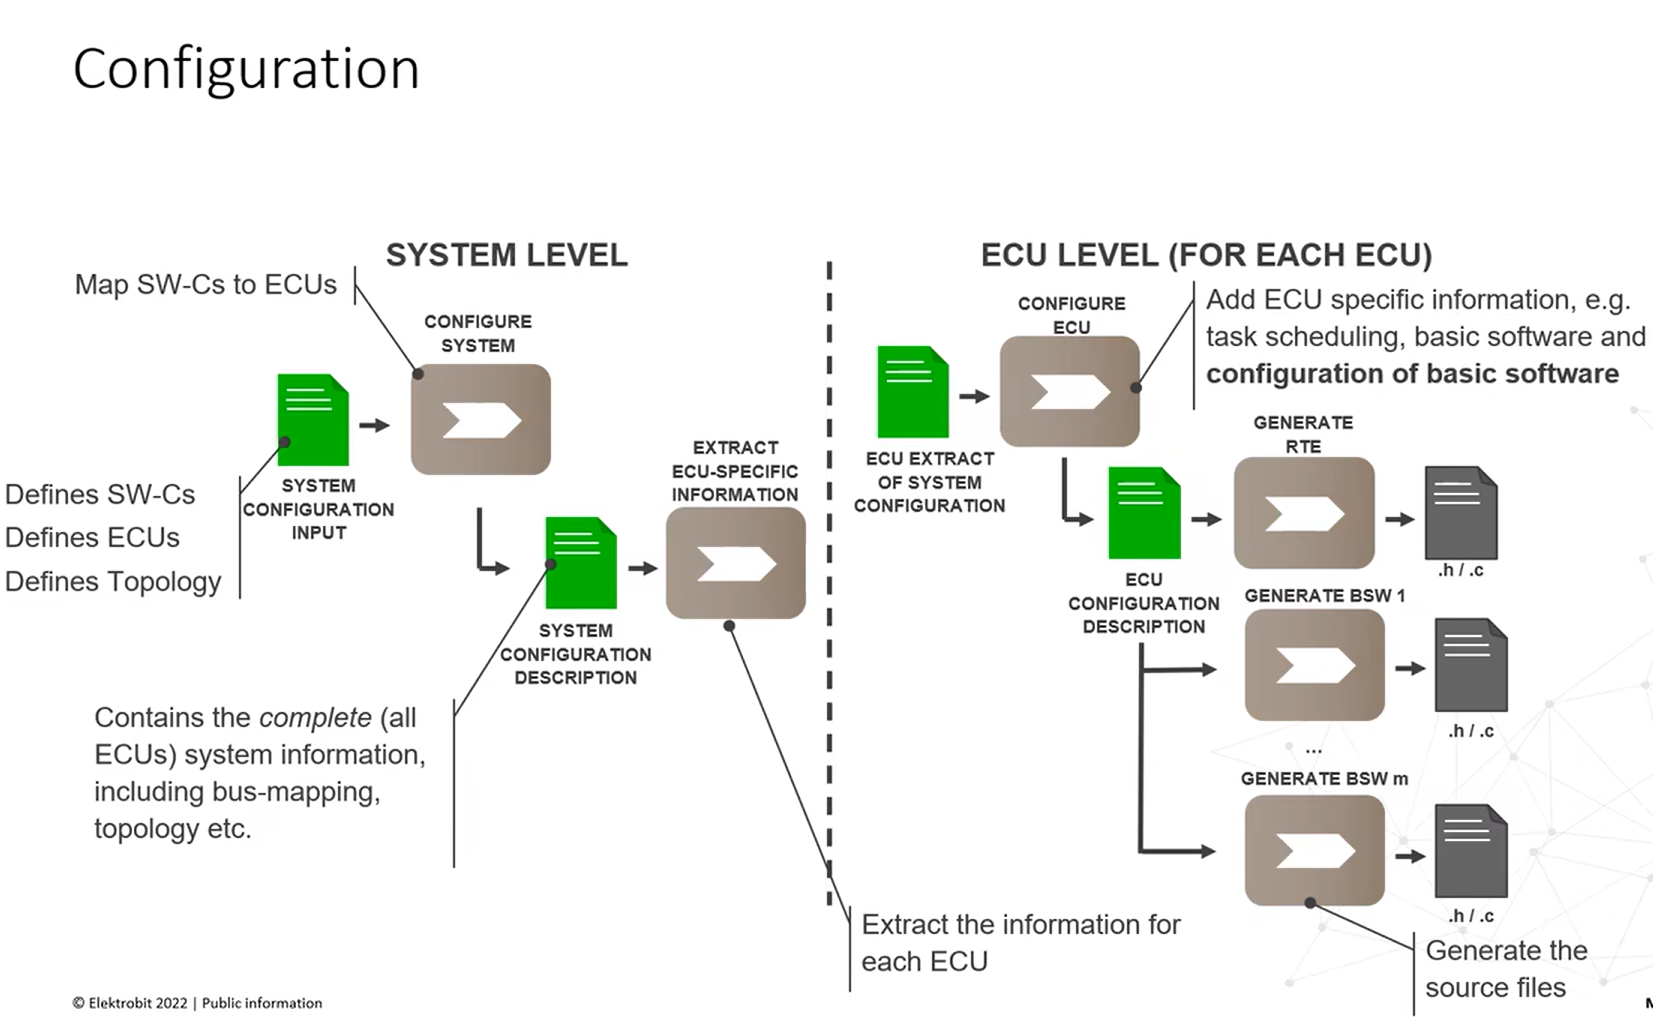 Configuration
SYSTEM LEVEL
Map SW-Cs to ECUs
CONFIGURE
SYSTEM
SYSTEM
CONFIGURATION
INPUT
Defines SW-Cs
Defines ECUs
Defines Topology
EXTRACT
ECU-SPECIFIC
INFORMATION
SYSTEM
CONFIGURATION
DESCRIPTION
Contains the complete (all
ECUs) system information,
including bus-mapping,
topology etc.
Extract the information for
each ECU
ECU LEVEL (FOR EACH ECU)
CONFIGURE
ECU
Add ECU specific information, e.g.
task scheduling, basic software and
configuration of basic software
ECU EXTRACT
OF SYSTEM
CONFIGURATION
GENERATE
RTE
.h / .c
ECU
CONFIGURATION
DESCRIPTION
GENERATE BSW 1
.h / .c
...
GENERATE BSW m
.h / .c
Generate the
source files
© Elektrobit 2022 | Public information